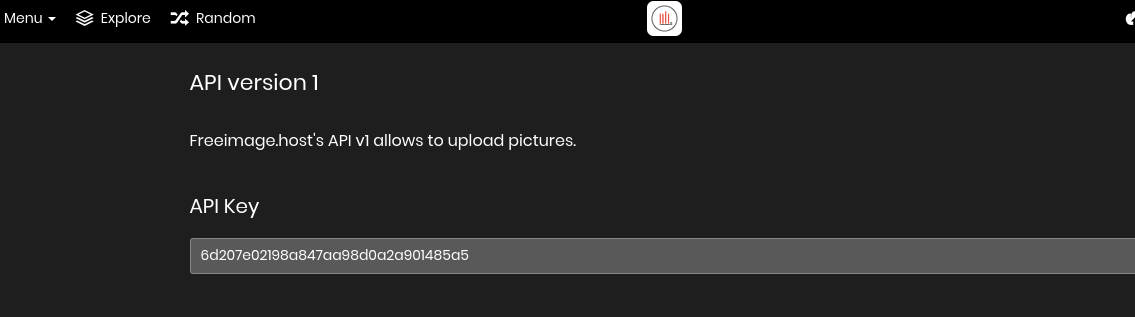 Menu Explore Random
API version 1
Freeimage.host's API v1 allows to upload pictures.
API Key
6d207e02198a847aa98d0a2a901485a5